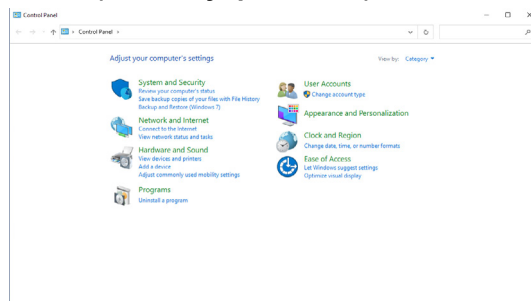 Control Panel
Control Panel
Adjust your computer's settings
View by: Category
System and Security
Review your computer's status
Save backup copies of your files with File History
Backup and Restore (Windows 7)
Network and Internet
Connect to the Internet
View network status and tasks
Hardware and Sound
View devices and printers
Add a device
Adjust commonly used mobility settings
Programs
Uninstall a program
User Accounts
Change account type
Appearance and Personalization
Clock and Region
Change date, time, or number formats
Ease of Access
Let Windows suggest settings
Optimize visual display